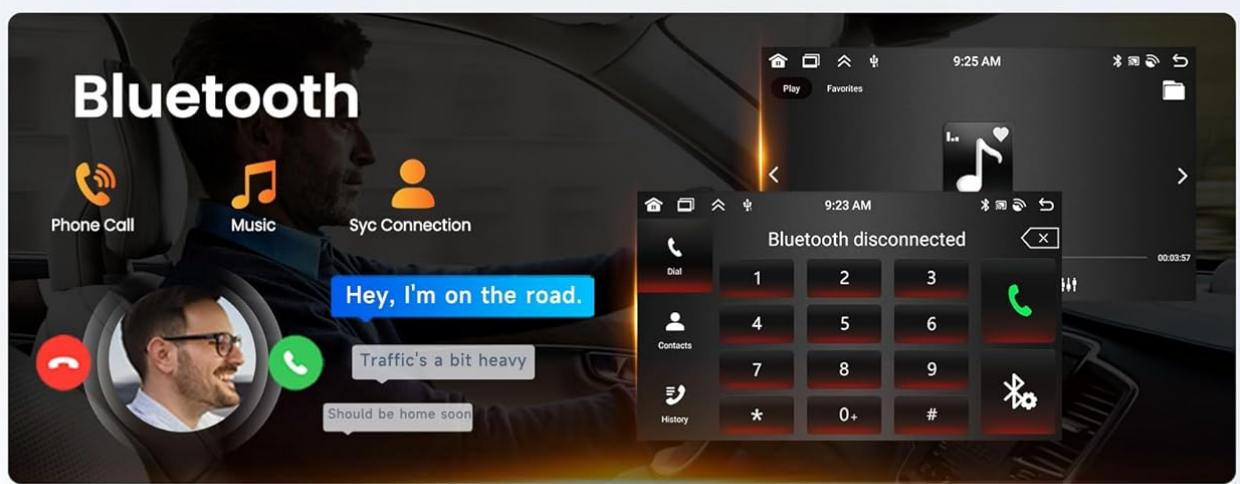 Bluetooth
Phone Call
Music
Syc Connection
Hey, I'm on the road.
Traffic's a bit heavy
Should be home soon
9:25 AM
Play
Favorites
00:03:57
9:23 AM
Bluetooth disconnected
Dial
Contacts
History
1 2 3
4 5 6
7 8 9
* 0+ #